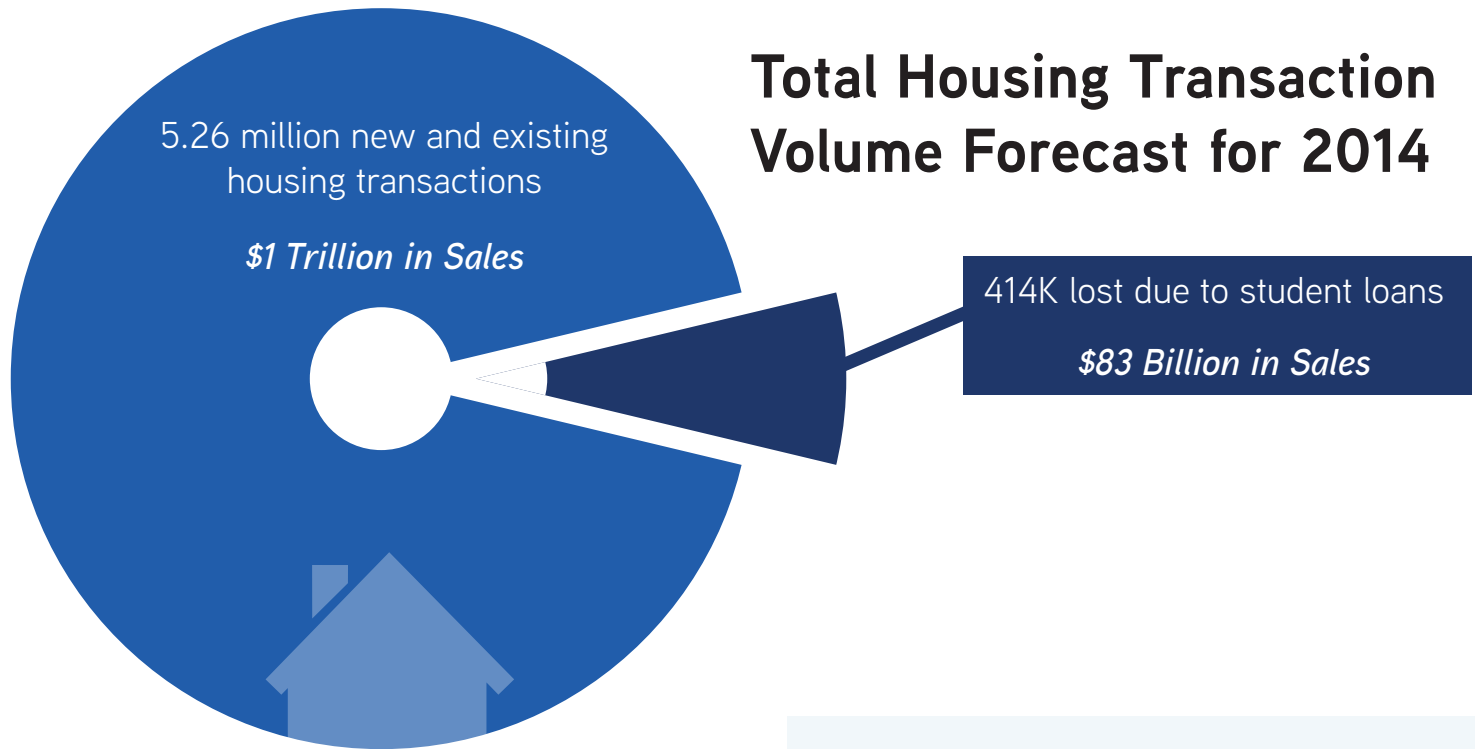 Total Housing Transaction
Volume Forecast for 2014
5.26 million new and existing
housing transactions
$1 Trillion in Sales
414K lost due to student loans
$83 Billion in Sales